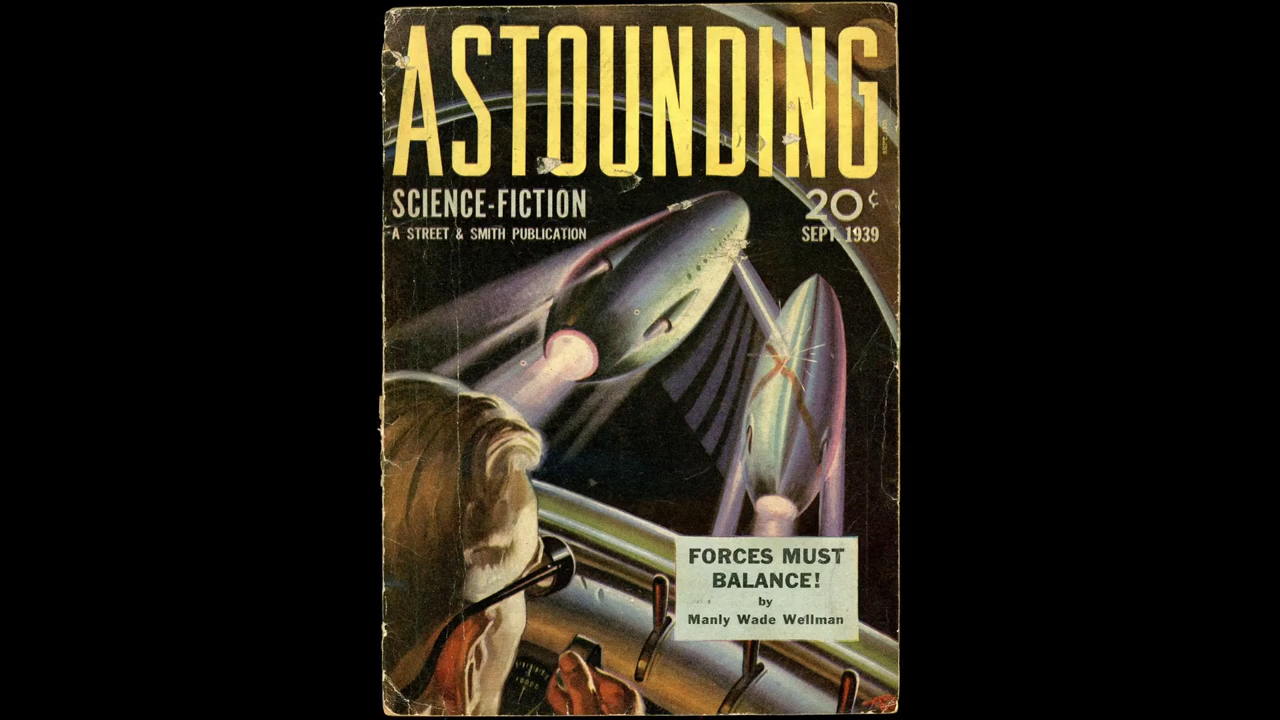 ASTOUNDING
SCIENCE-FICTION
A STREET & SMITH PUBLICATION
20¢
SEPT 1939
FORCES MUST
BALANCE!
by
Manly Wade Wellman